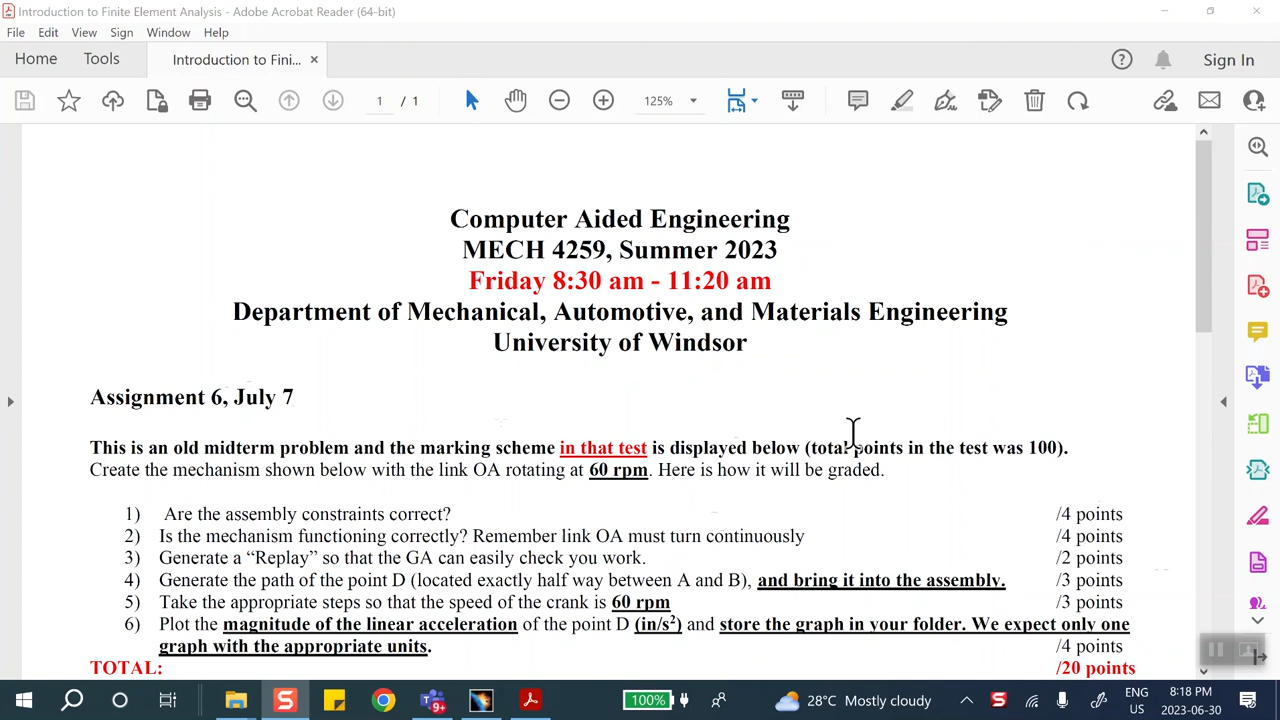 Introduction to Finite Element Analysis - Adobe Acrobat Reader (64-bit)
File Edit View Sign Window Help
Home Tools Introduction to Fini... × Sign In
1 / 1 125%
Computer Aided Engineering
MECH 4259, Summer 2023
Friday 8:30 am - 11:20 am
Department of Mechanical, Automotive, and Materials Engineering
University of Windsor
Assignment 6, July 7
This is an old midterm problem and the marking scheme in that test is displayed below (total points in the test was 100).
Create the mechanism shown below with the link OA rotating at 60 rpm. Here is how it will be graded.
1) Are the assembly constraints correct? /4 points
2) Is the mechanism functioning correctly? Remember link OA must turn continuously /4 points
3) Generate a “Replay” so that the GA can easily check you work. /2 points
4) Generate the path of the point D (located exactly half way between A and B), and bring it into the assembly. /3 points
5) Take the appropriate steps so that the speed of the crank is 60 rpm /3 points
6) Plot the magnitude of the linear acceleration of the point D (in/s²) and store the graph in your folder. We expect only one
graph with the appropriate units. /4 points
TOTAL: /20 points
100% 28°C Mostly cloudy ENG 8:18 PM
US 2023-06-30